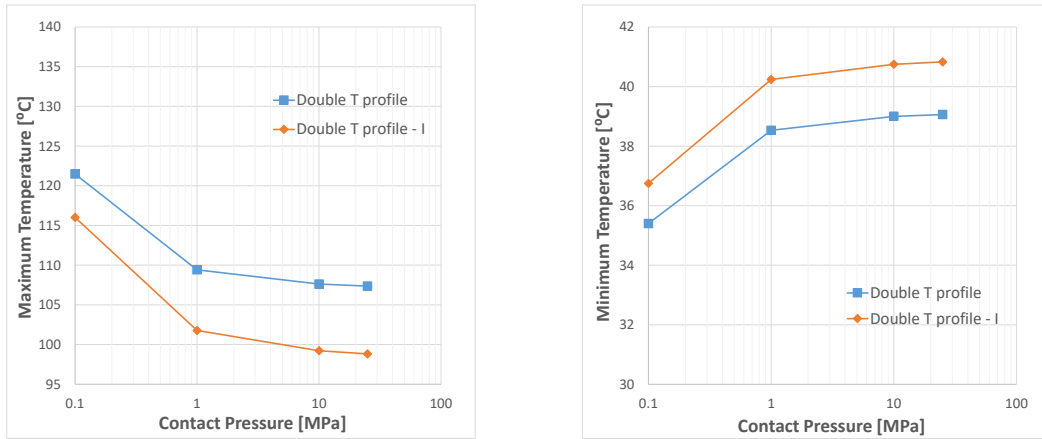 140
135
130
125
120
115
110
105
100
95
Maximum Temperature [⁰C]
Double T profile
Double T profile - I
0.1 1 10 100
Contact Pressure [MPa]
42
40
38
36
34
32
30
Minimum Temperature [⁰C]
Double T profile
Double T profile - I
0.1 1 10 100
Contact Pressure [MPa]